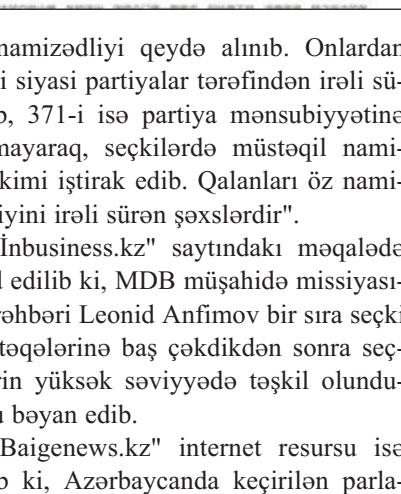 namizədliyi qeydə alınıb. Onlardan
i siyasi partiyalar tərəfindən irəli sü-
b, 371-i isə partiya mənsubiyyətinə
mayaraq, seçkilərdə müstəqil nami-
kimi iştirak edib. Qalanları öz nami-
iyini irəli sürən şəxslərdir".
İnbusiness.kz" saytındakı məqalədə
d edilib ki, MDB müşahidə missiyası-
rəhbəri Leonid Anfimov bir sıra seçki
təqələrinə baş çəkdikdən sonra seç-
rin yüksək səviyyədə təşkil olundu-
u bəyan edib.
Baigenews.kz" internet resursu isə
b ki, Azərbaycanda keçirilən parla-